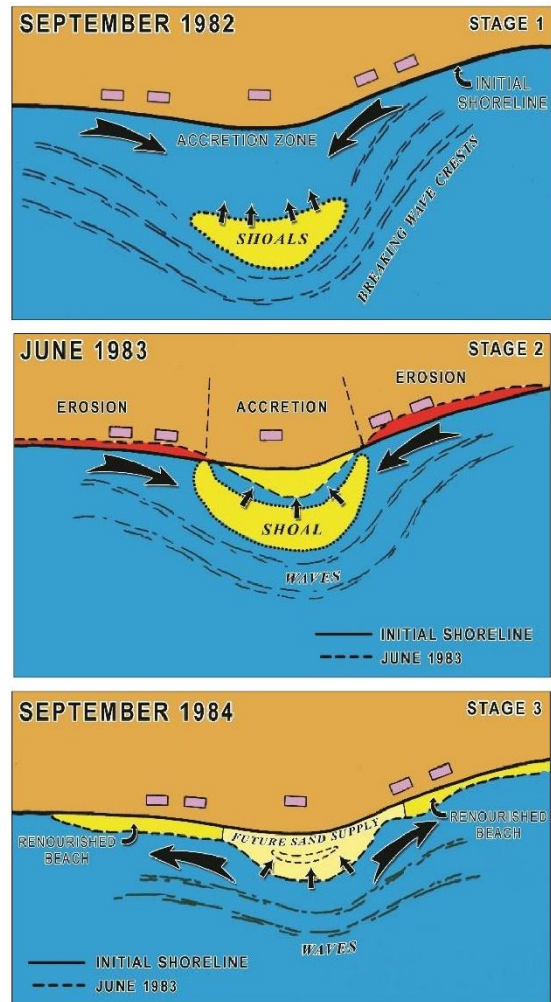 SEPTEMBER 1982
STAGE 1
INITIAL
SHORELINE
ACCRETION ZONE
SHOALS
BREAKING WAVE CRESTS
JUNE 1983
STAGE 2
EROSION
ACCRETION
EROSION
SHOAL
WAVES
INITIAL SHORELINE
JUNE 1983
SEPTEMBER 1984
STAGE 3
RENOURISHED
BEACH
FUTURE SAND SUPPLY
RENOURISHED
BEACH
WAVES
INITIAL SHORELINE
JUNE 1983